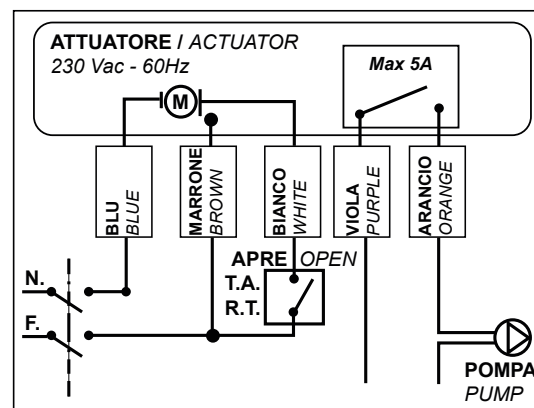 ATTUATORE / ACTUATOR
230 Vac - 60Hz
Max 5A
M
BLU
BLUE
MARRONE
BROWN
BIANCO
WHITE
VIOLA
PURPLE
ARANCIO
ORANGE
APRE OPEN
T.A.
R.T.
N.
F.
POMPA
PUMP